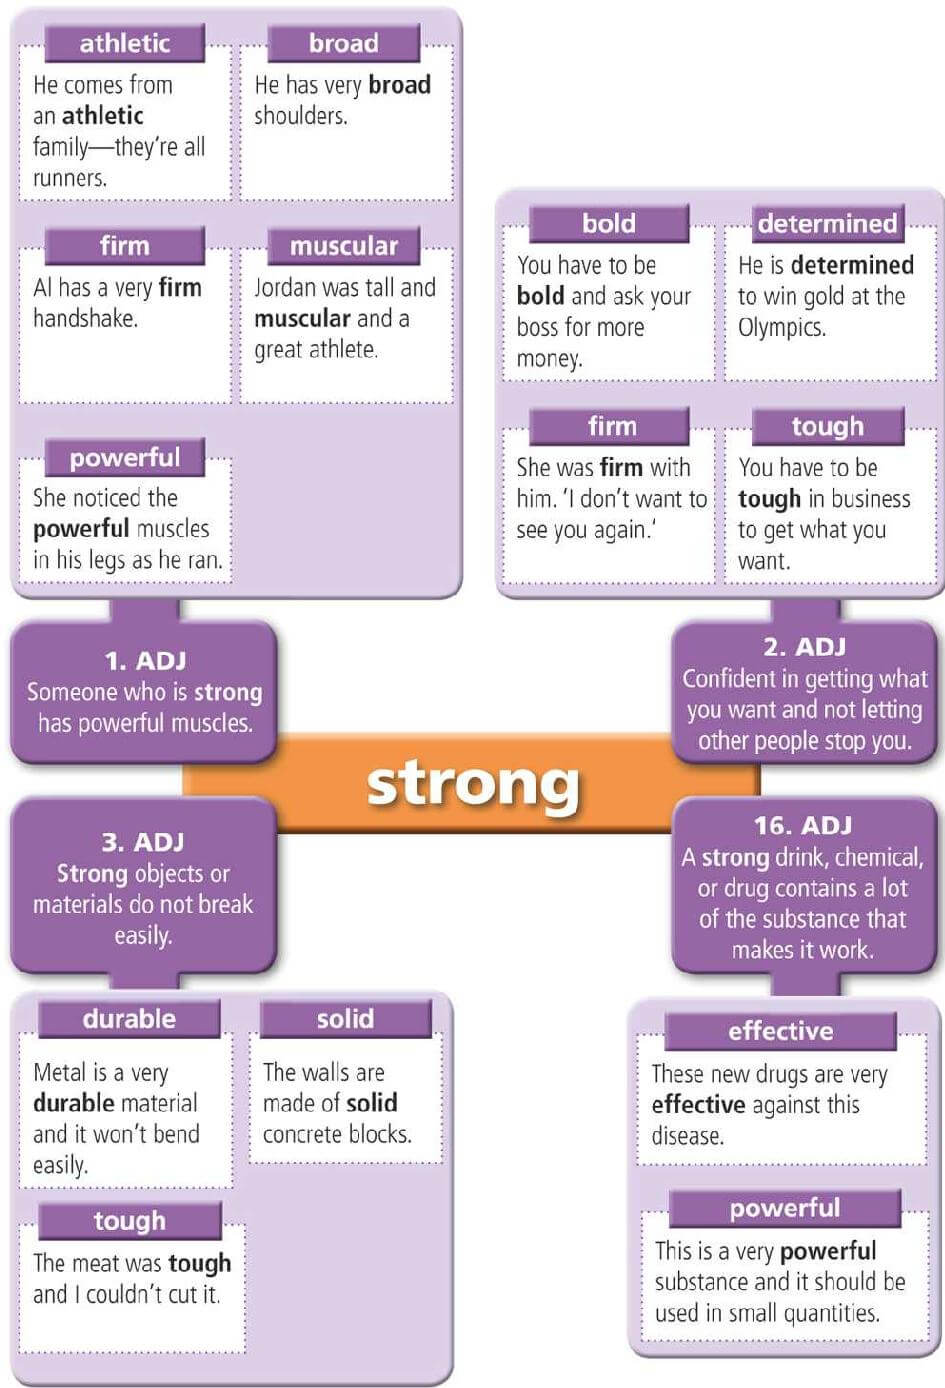 athletic
He comes from
an athletic
family—they're all
runners.
broad
He has very broad
shoulders.
firm
Al has a very firm
handshake.
muscular
Jordan was tall and
muscular and a
great athlete.
powerful
She noticed the
powerful muscles
in his legs as he ran.
bold
You have to be
bold and ask your
boss for more
money.
determined
He is determined
to win gold at the
Olympics.
firm
She was firm with
him. 'I don't want to
see you again.'
tough
You have to be
tough in business
to get what you
want.
1. ADJ
Someone who is strong
has powerful muscles.
2. ADJ
Confident in getting what
you want and not letting
other people stop you.
strong
3. ADJ
Strong objects or
materials do not break
easily.
16. ADJ
A strong drink, chemical,
or drug contains a lot
of the substance that
makes it work.
durable
Metal is a very
durable material
and it won't bend
easily.
solid
The walls are
made of solid
concrete blocks.
tough
The meat was tough
and I couldn't cut it.
effective
These new drugs are very
effective against this
disease.
powerful
This is a very powerful
substance and it should be
used in small quantities.